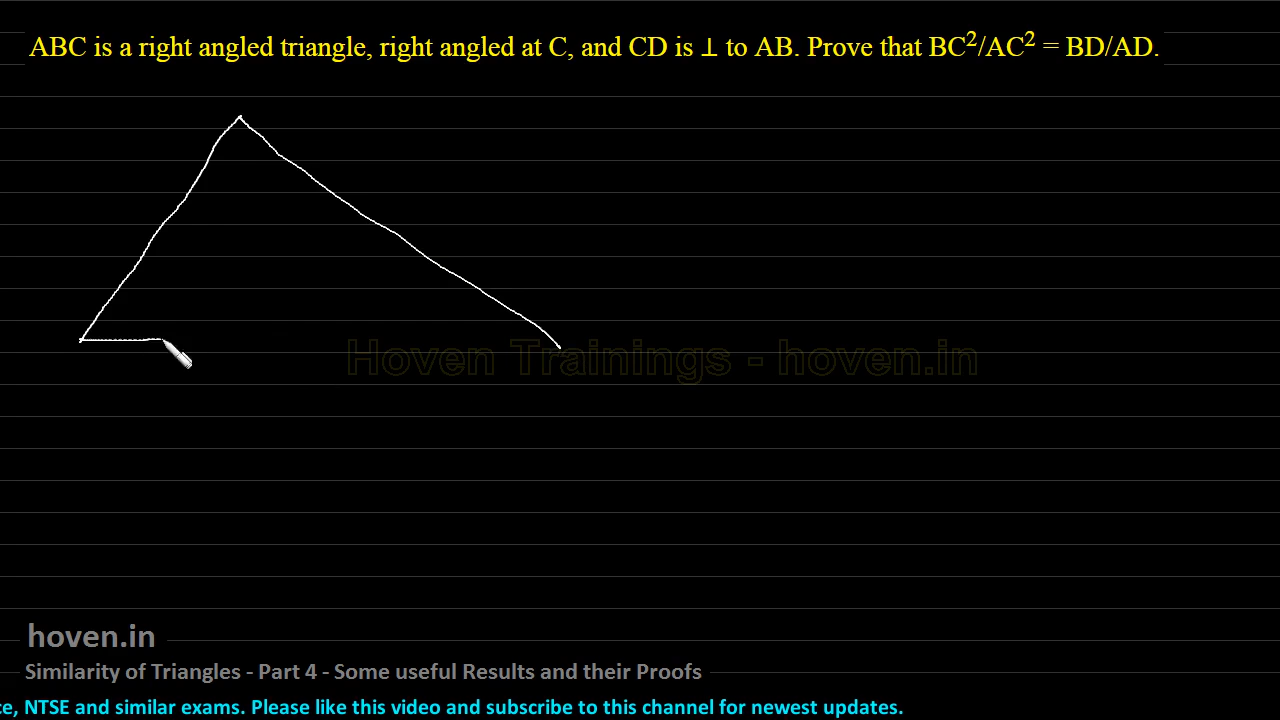 ABC is a right angled triangle, right angled at C, and CD is ⊥ to AB. Prove that BC²/AC² = BD/AD.
Hoven Trainings - hoven.in
hoven.in
Similarity of Triangles - Part 4 - Some useful Results and their Proofs
ce, NTSE and similar exams. Please like this video and subscribe to this channel for newest updates.